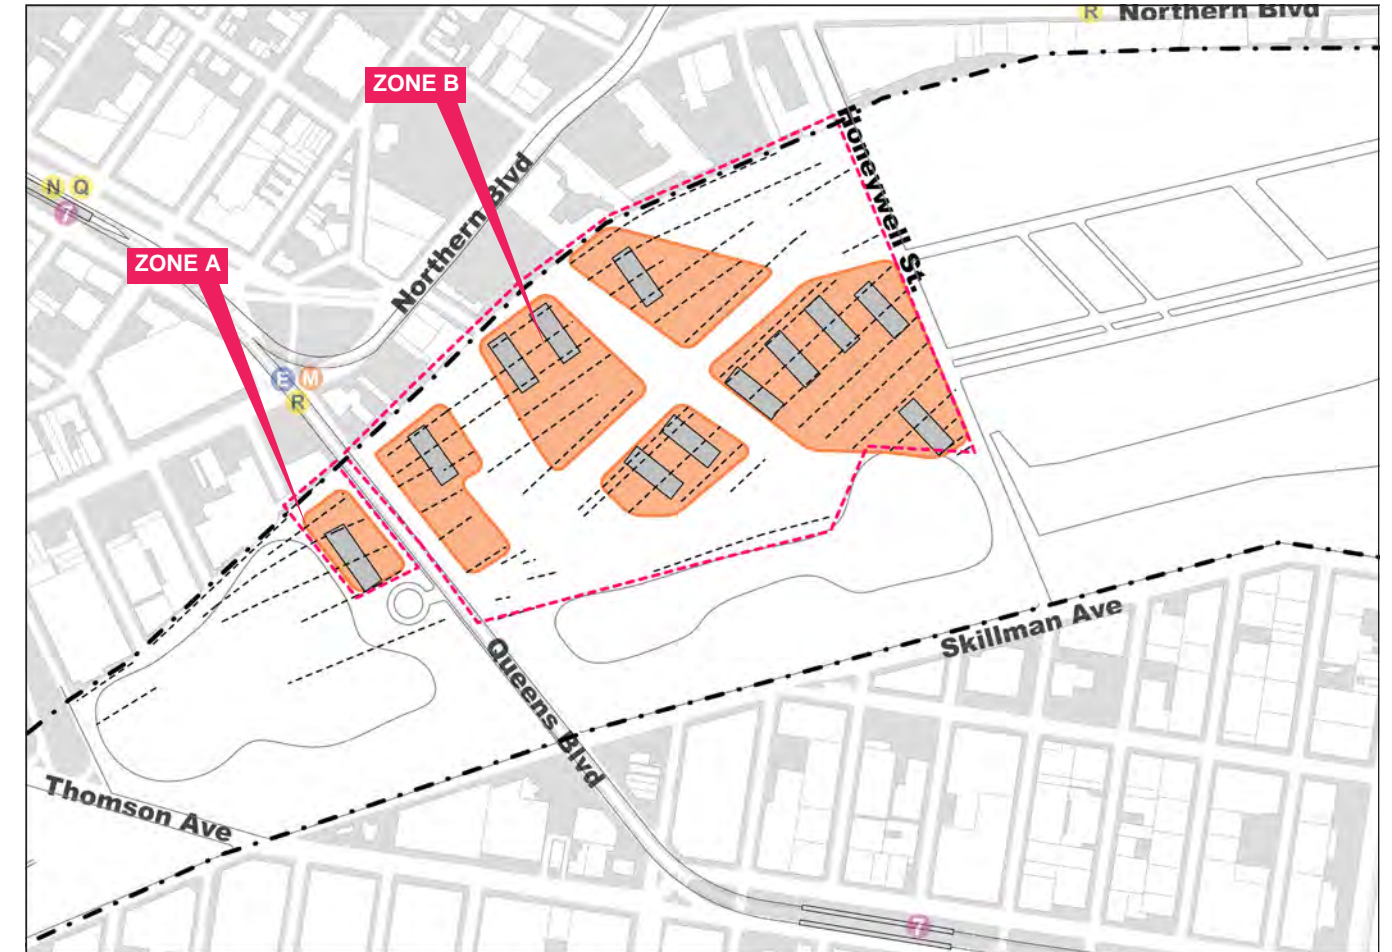 R Northern Blvd
ZONE B
Honeywell St.
N Q
7
Northern Blvd
ZONE A
E M
R
Skillman Ave
Queens Blvd
Thomson Ave
7